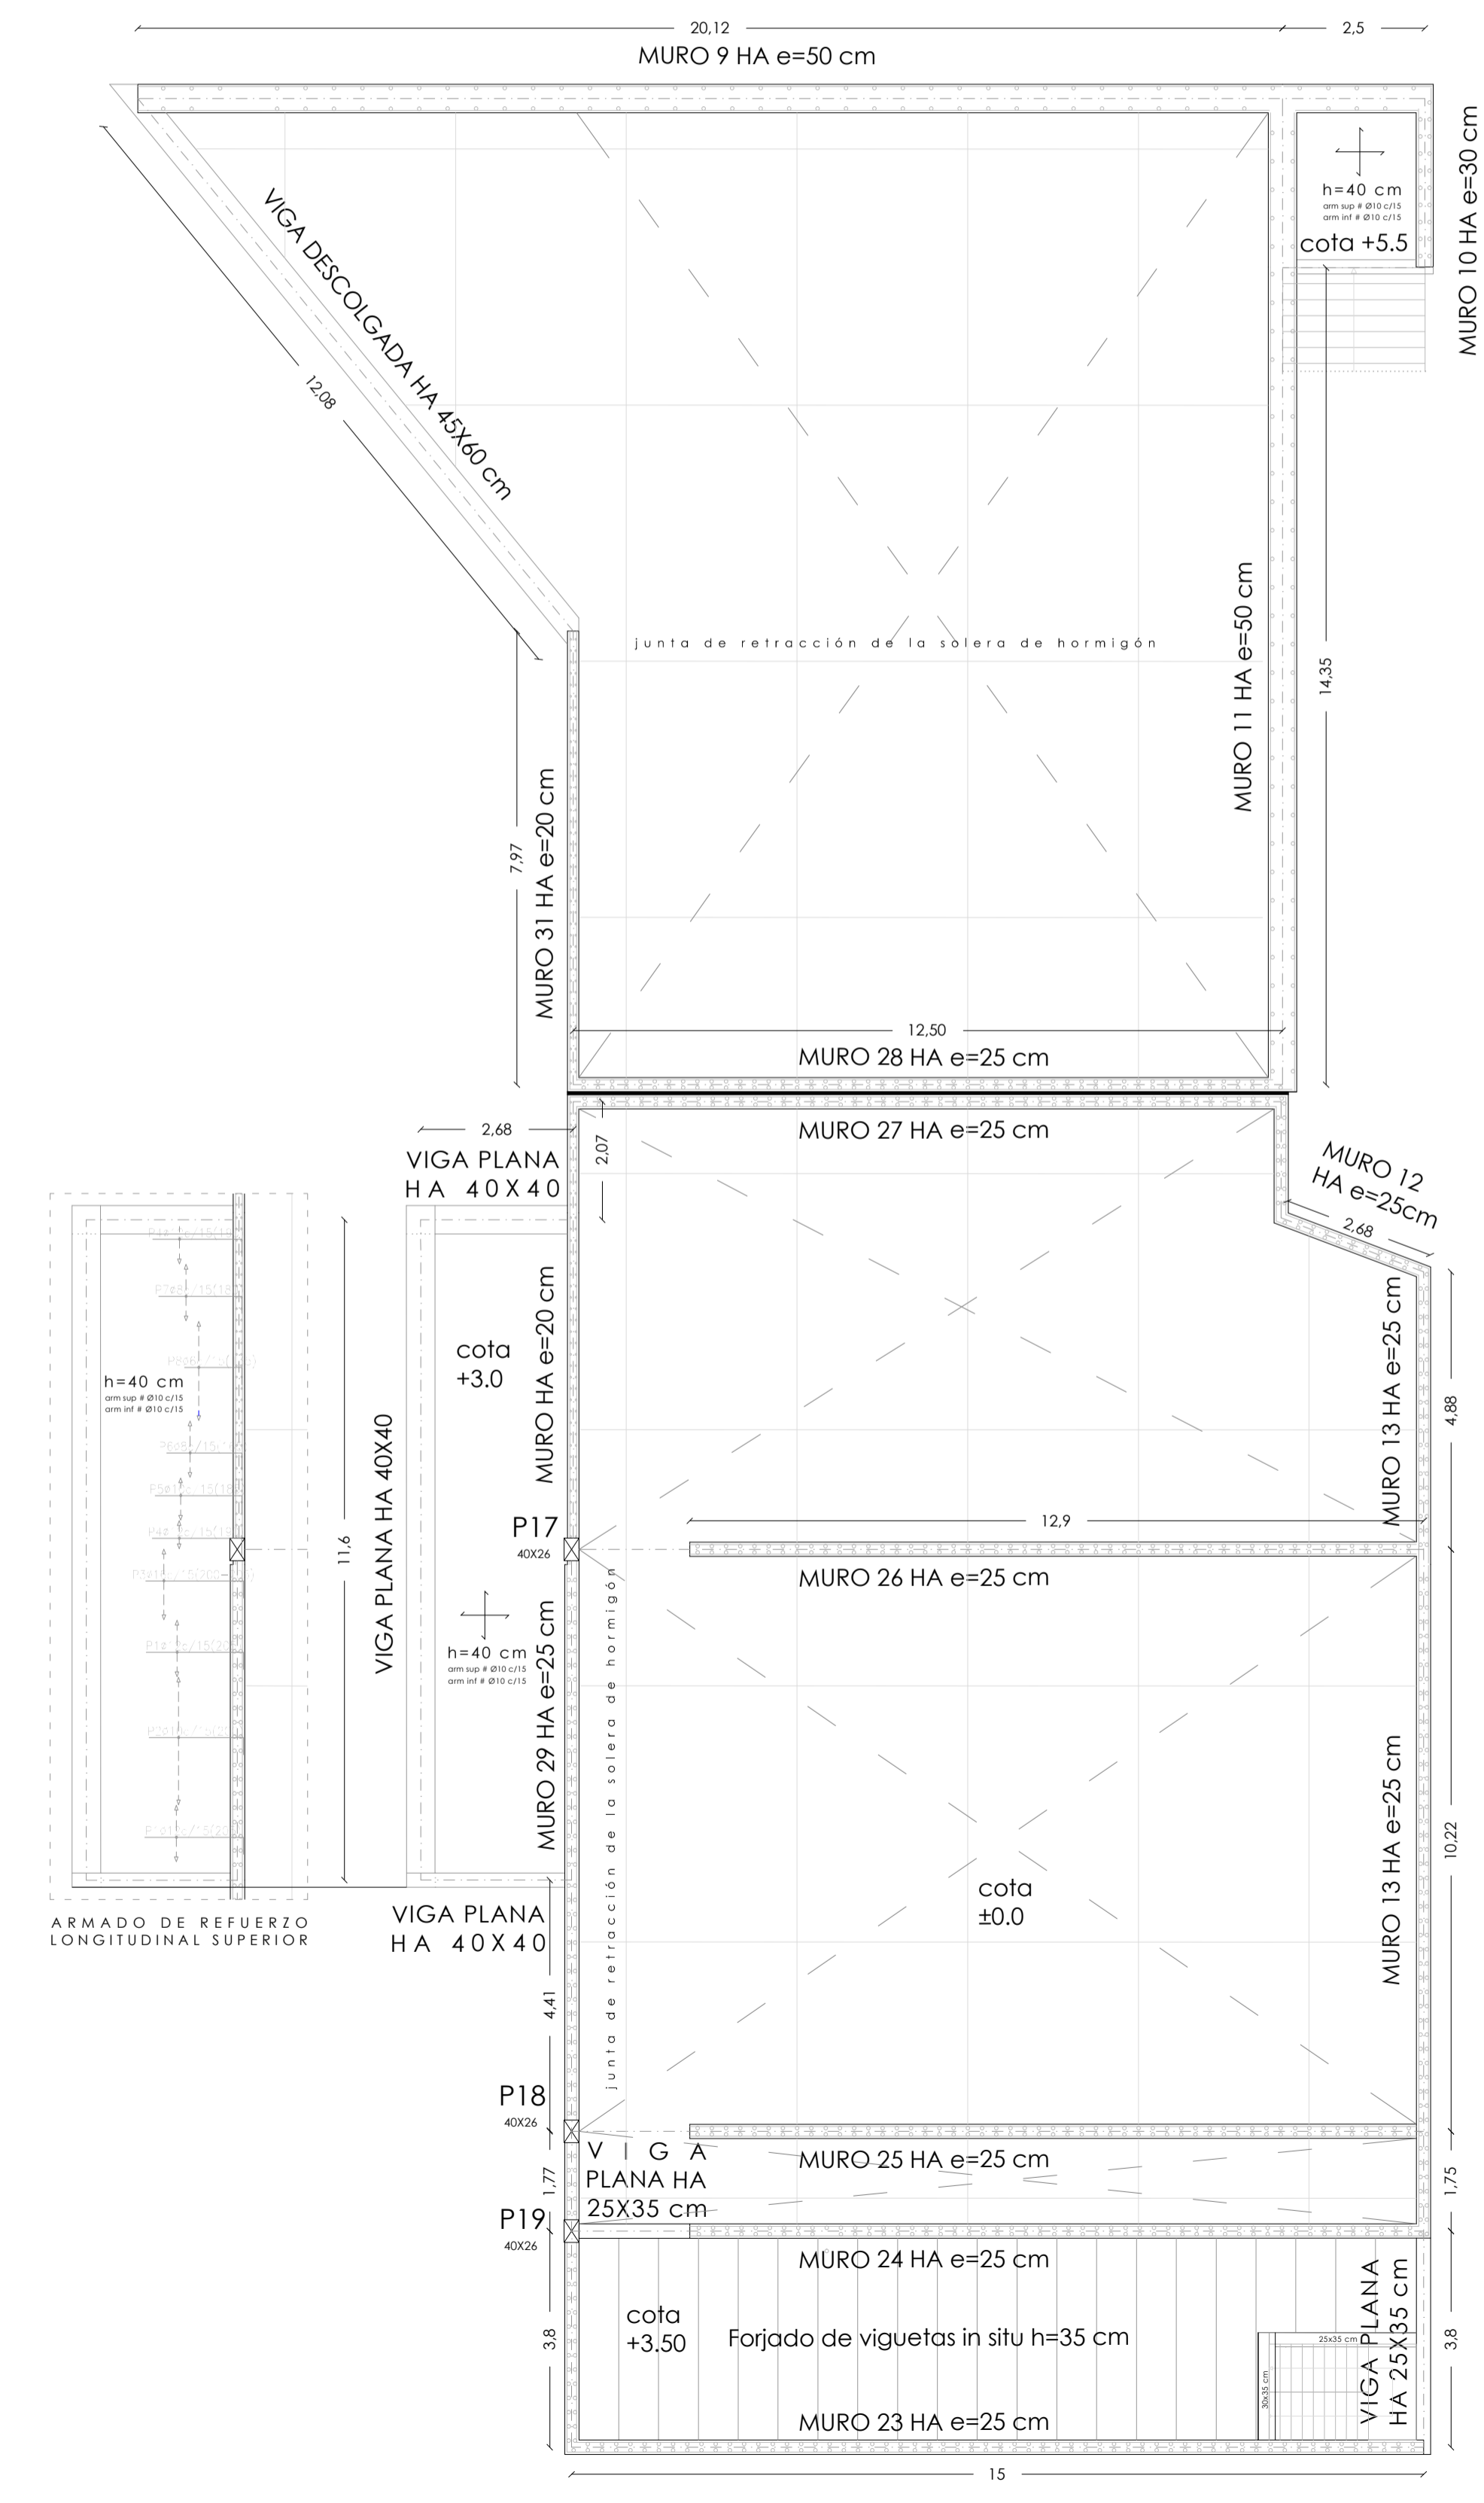 20,12
2,5
MURO 9 HA e=50 cm
MURO 10 HA e=30 cm
h=40 cm
arm sup # Ø10 c/15
arm inf # Ø10 c/15
cota +5.5
VIGA DESCOLGADA HA 45X60 cm
12,08
junta de retracción de la solera de hormigón
MURO 11 HA e=50 cm
14,35
7,97
MURO 31 HA e=20 cm
12,50
MURO 28 HA e=25 cm
2,68
2,07
MURO 27 HA e=25 cm
VIGA PLANA
HA 40X40
MURO 12
HA e=25cm
2,68
cota
+3.0
MURO HA e=20 cm
MURO 13 HA e=25 cm
4,88
h=40 cm
arm sup # Ø10 c/15
arm inf # Ø10 c/15
11,6
VIGA PLANA HA 40X40
P17
40X26
12,9
MURO 26 HA e=25 cm
h=40 cm
arm sup # Ø10 c/15
arm inf # Ø10 c/15
MURO 29 HA e=25 cm
junta de retracción de la solera de hormigón
MURO 13 HA e=25 cm
10,22
cota
±0.0
ARMADO DE REFUERZO
LONGITUDINAL SUPERIOR
VIGA PLANA
HA 40X40
4,41
P18
40X26
VIGA
PLANA HA
25X35 cm
MURO 25 HA e=25 cm
1,77
1,75
P19
40X26
MURO 24 HA e=25 cm
cota
+3.50
Forjado de viguetas in situ h=35 cm
3,8
VIGA PLANA
HA 25X35 cm
25x35 cm
30x35 cm
3,8
MURO 23 HA e=25 cm
15